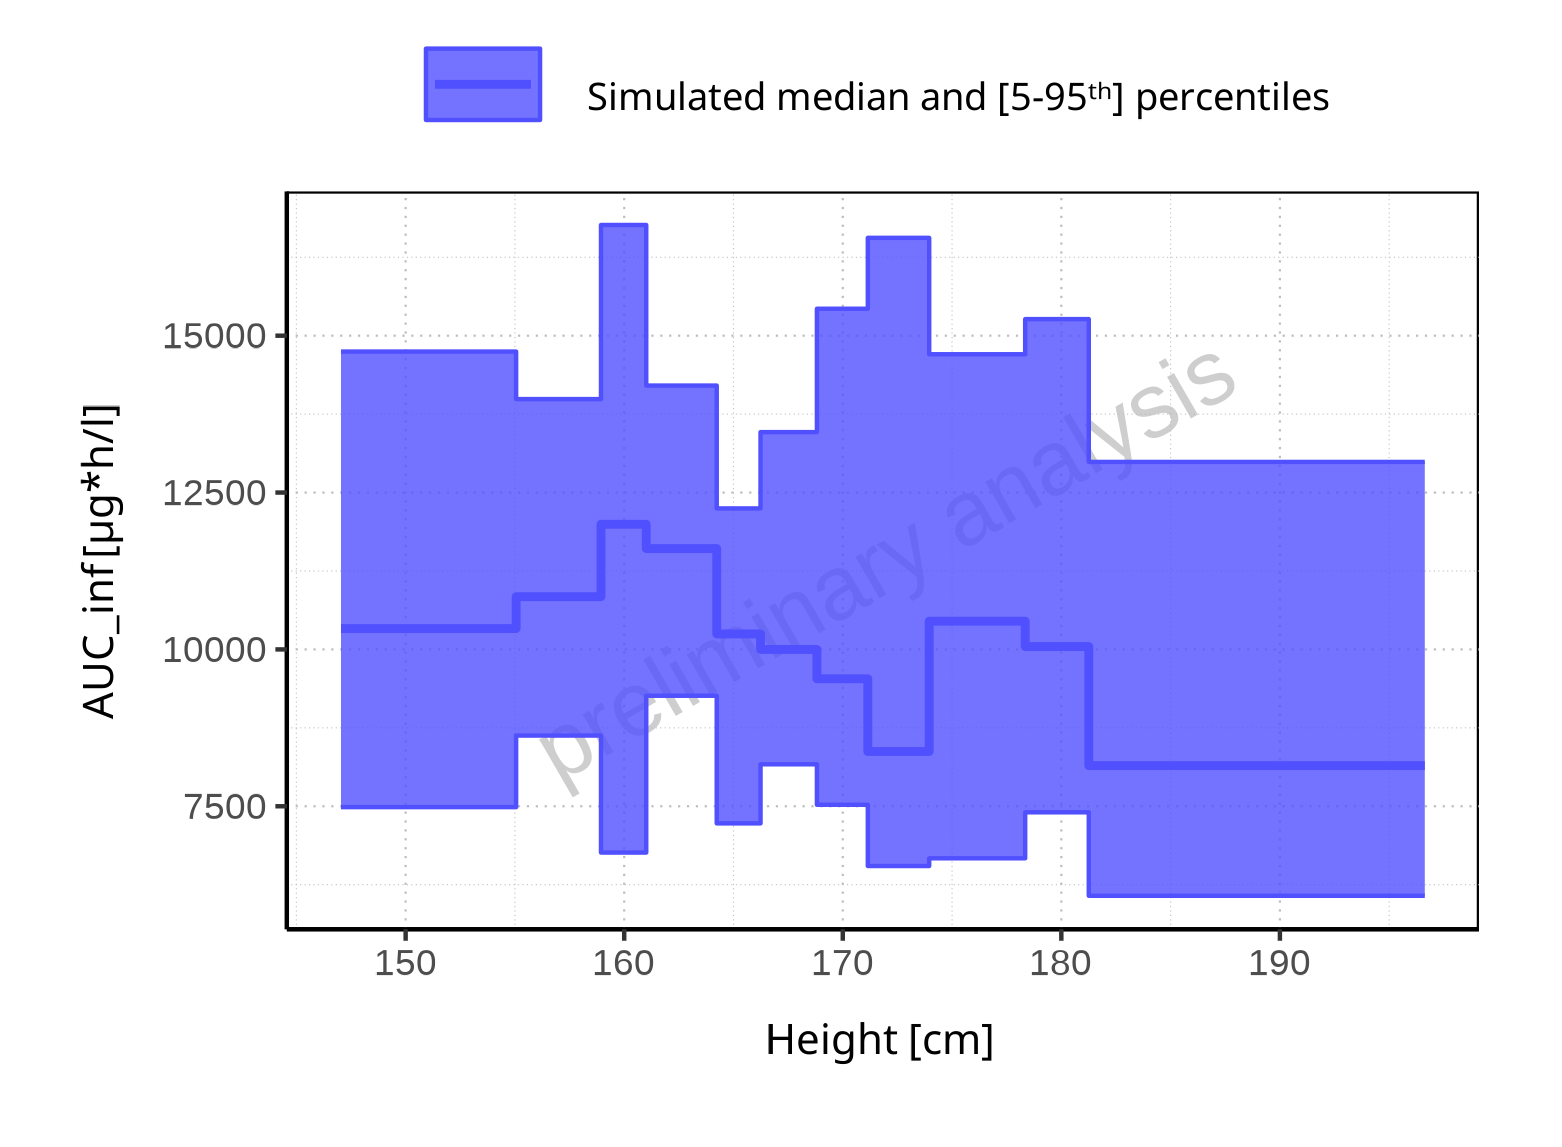 Simulated median and [5-95ᵗʰ] percentiles
AUC_inf [µg*h/l]
15000
12500
10000
7500
preliminary analysis
150 160 170 180 190
Height [cm]